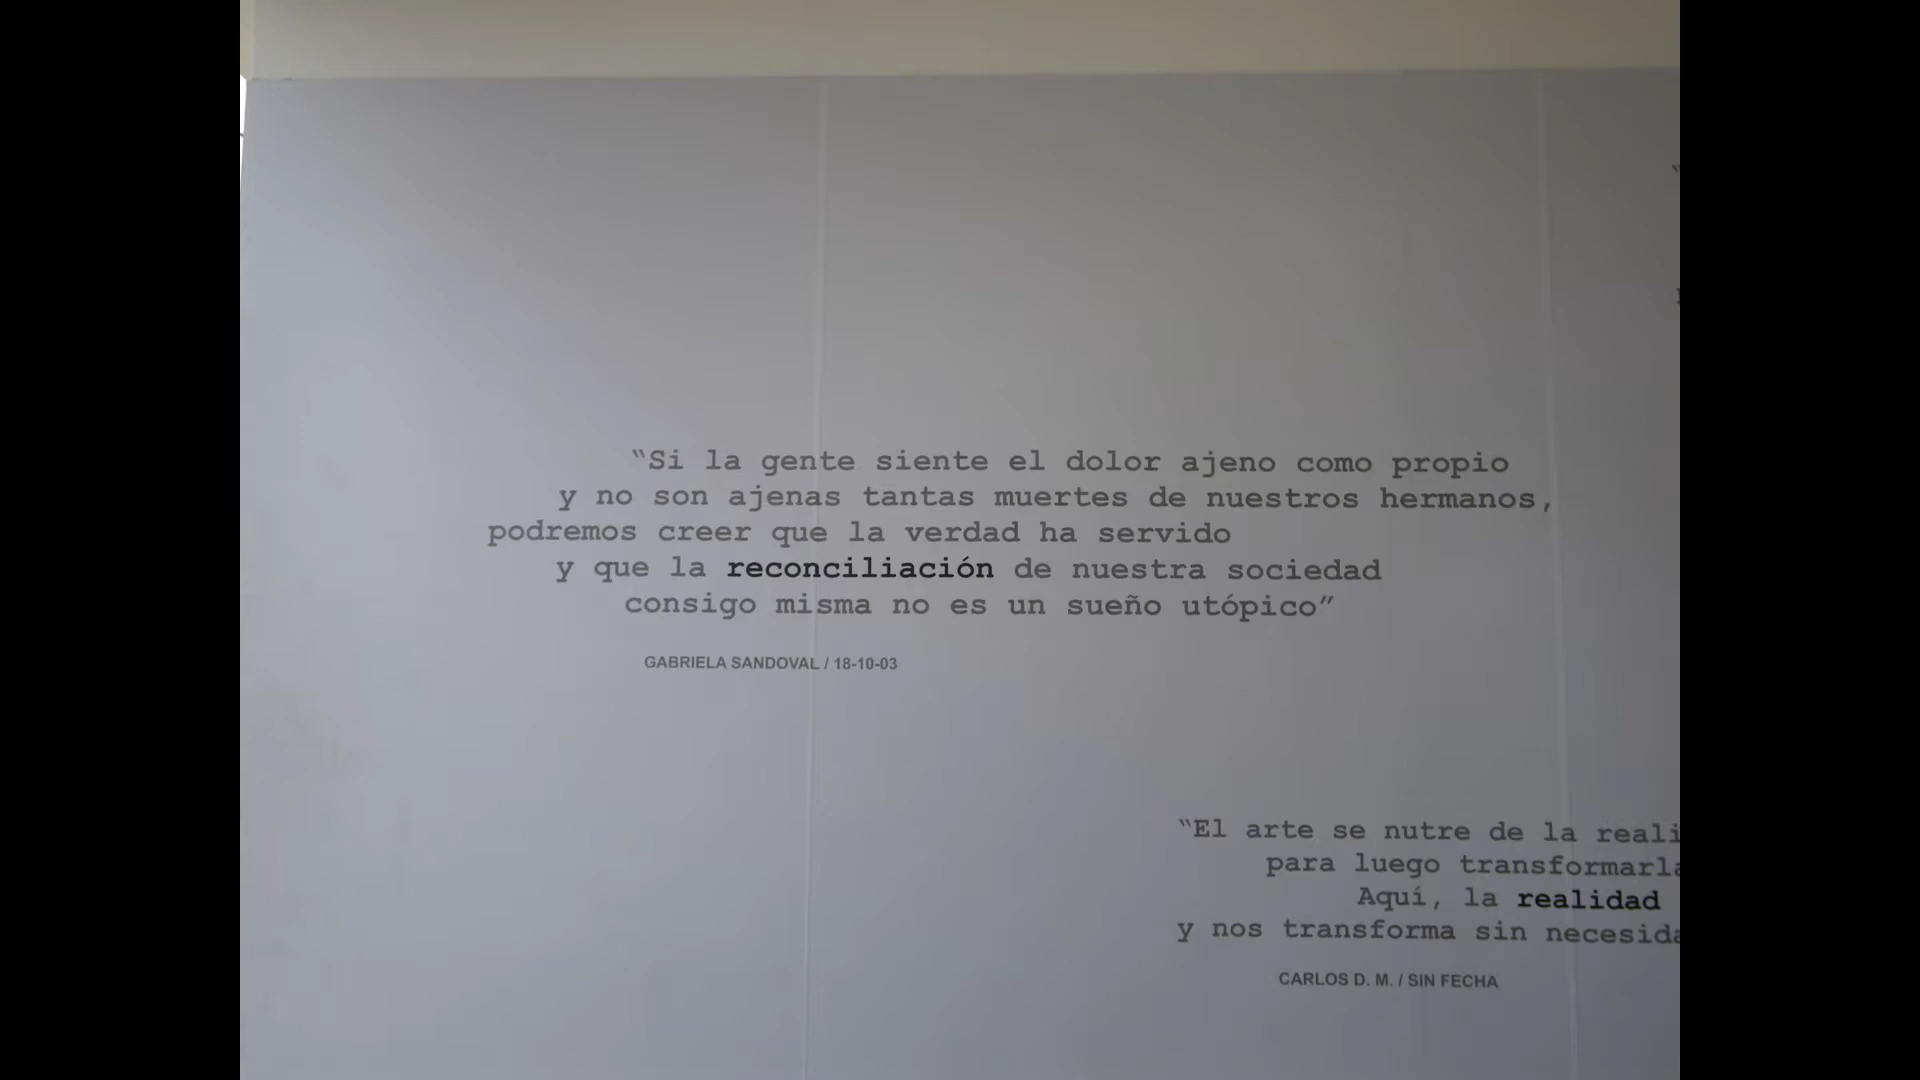 “Si la gente siente el dolor ajeno como propio
y no son ajenas tantas muertes de nuestros hermanos,
podremos creer que la verdad ha servido
y que la reconciliación de nuestra sociedad
consigo misma no es un sueño utópico”
GABRIELA SANDOVAL / 18-10-03
“El arte se nutre de la reali
para luego transformarla
Aquí, la realidad
y nos transforma sin necesida
CARLOS D. M. / SIN FECHA